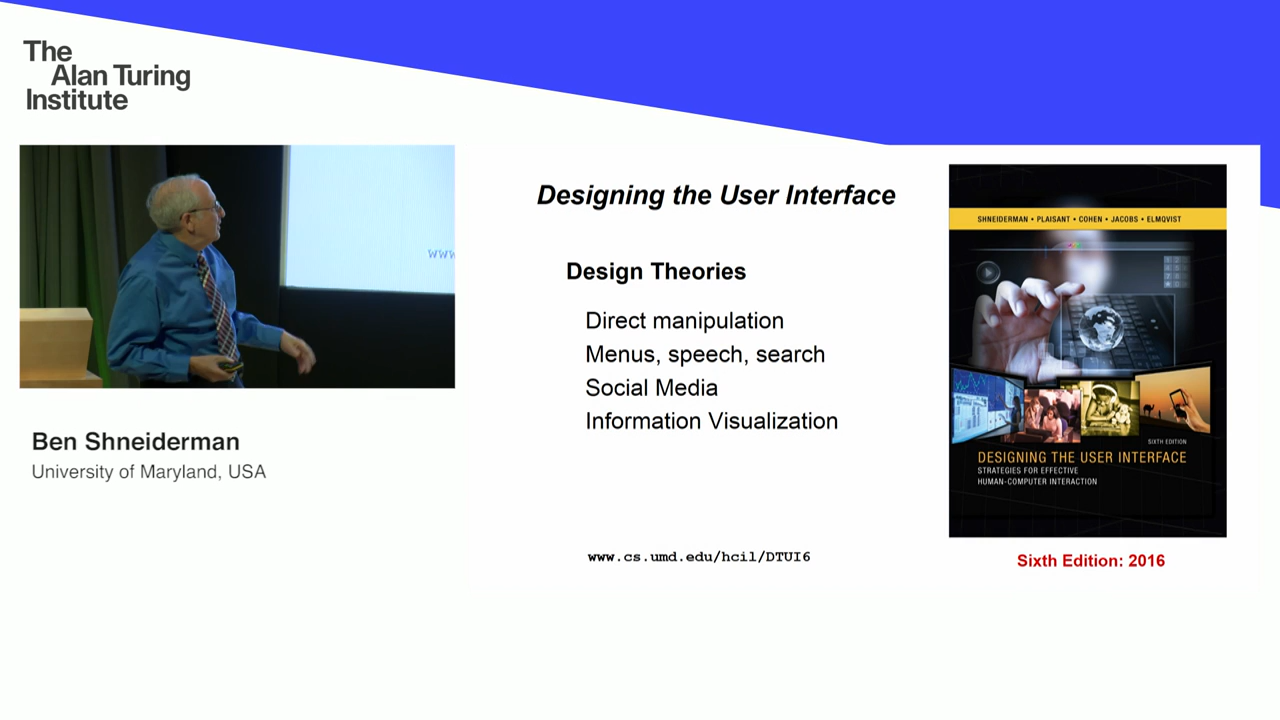 The
Alan Turing
Institute
www
Ben Shneiderman
University of Maryland, USA
Designing the User Interface
Design Theories
Direct manipulation
Menus, speech, search
Social Media
Information Visualization
www.cs.umd.edu/hcil/DTUI6
SHNEIDERMAN • PLAISANT • COHEN • JACOBS • ELMQVIST
SIXTH EDITION
DESIGNING THE USER INTERFACE
STRATEGIES FOR EFFECTIVE
HUMAN-COMPUTER INTERACTION
Sixth Edition: 2016